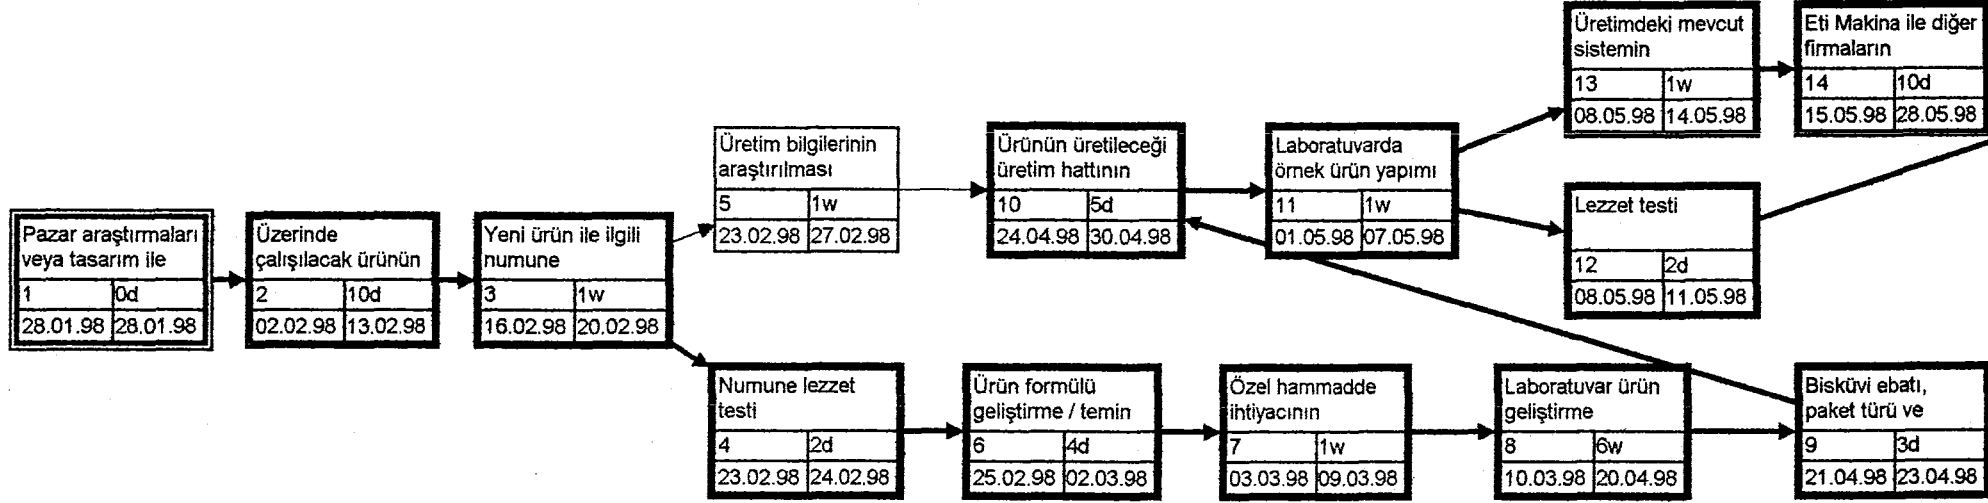 Pazar araştırmaları
veya tasarım ile
1 0d
28.01.98 28.01.98
Üzerinde
çalışılacak ürünün
2 10d
02.02.98 13.02.98
Yeni ürün ile ilgili
numune
3 1w
16.02.98 20.02.98
Üretim bilgilerinin
araştırılması
5 1w
23.02.98 27.02.98
Numune lezzet
testi
4 2d
23.02.98 24.02.98
Ürün formülü
geliştirme / temin
6 4d
25.02.98 02.03.98
Özel hammadde
ihtiyacının
7 1w
03.03.98 09.03.98
Laboratuvar ürün
geliştirme
8 6w
10.03.98 20.04.98
Bisküvi ebatı,
paket türü ve
9 3d
21.04.98 23.04.98
Ürünün üretileceği
üretim hattının
10 5d
24.04.98 30.04.98
Laboratuvarda
örnek ürün yapımı
11 1w
01.05.98 07.05.98
Lezzet testi
12 2d
08.05.98 11.05.98
Üretimdeki mevcut
sistemin
13 1w
08.05.98 14.05.98
Eti Makina ile diğer
firmaların
14 10d
15.05.98 28.05.98